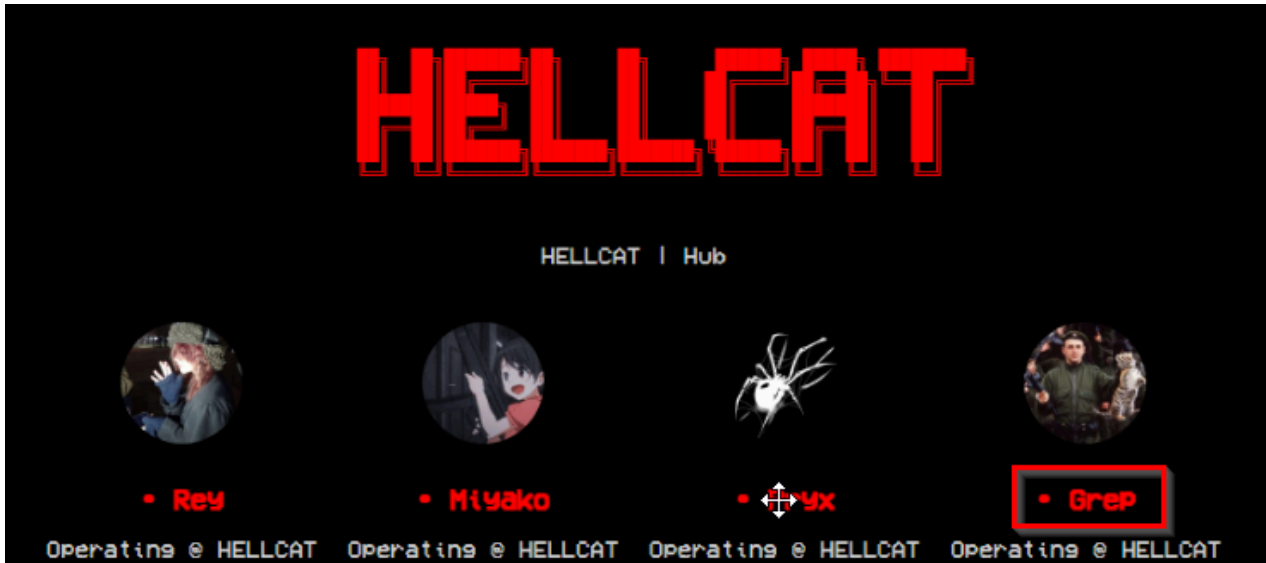 HELLCAT
HELLCAT | Hub
• Rey
• Miyako
•
• Grep
Operating @ HELLCAT
Operating @ HELLCAT
Operating @ HELLCAT
Operating @ HELLCAT